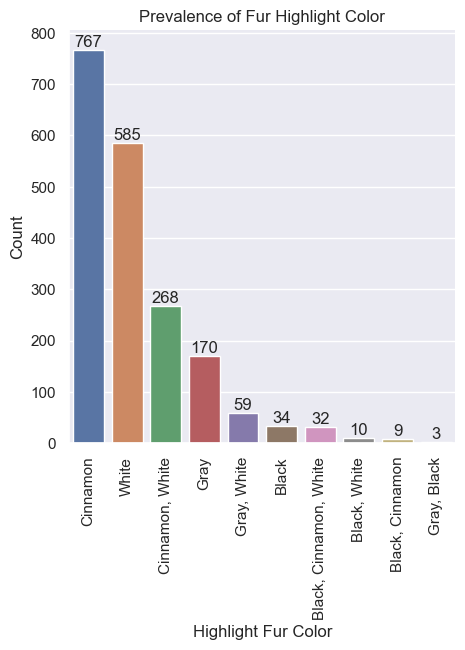 Prevalence of Fur Highlight Color
800
700
600
500
400
300
200
100
0
Count
767
585
268
170
59
34
32
10
9
3
Cinnamon
White
Cinnamon, White
Gray
Gray, White
Black
Black, Cinnamon, White
Black, White
Black, Cinnamon
Gray, Black
Highlight Fur Color